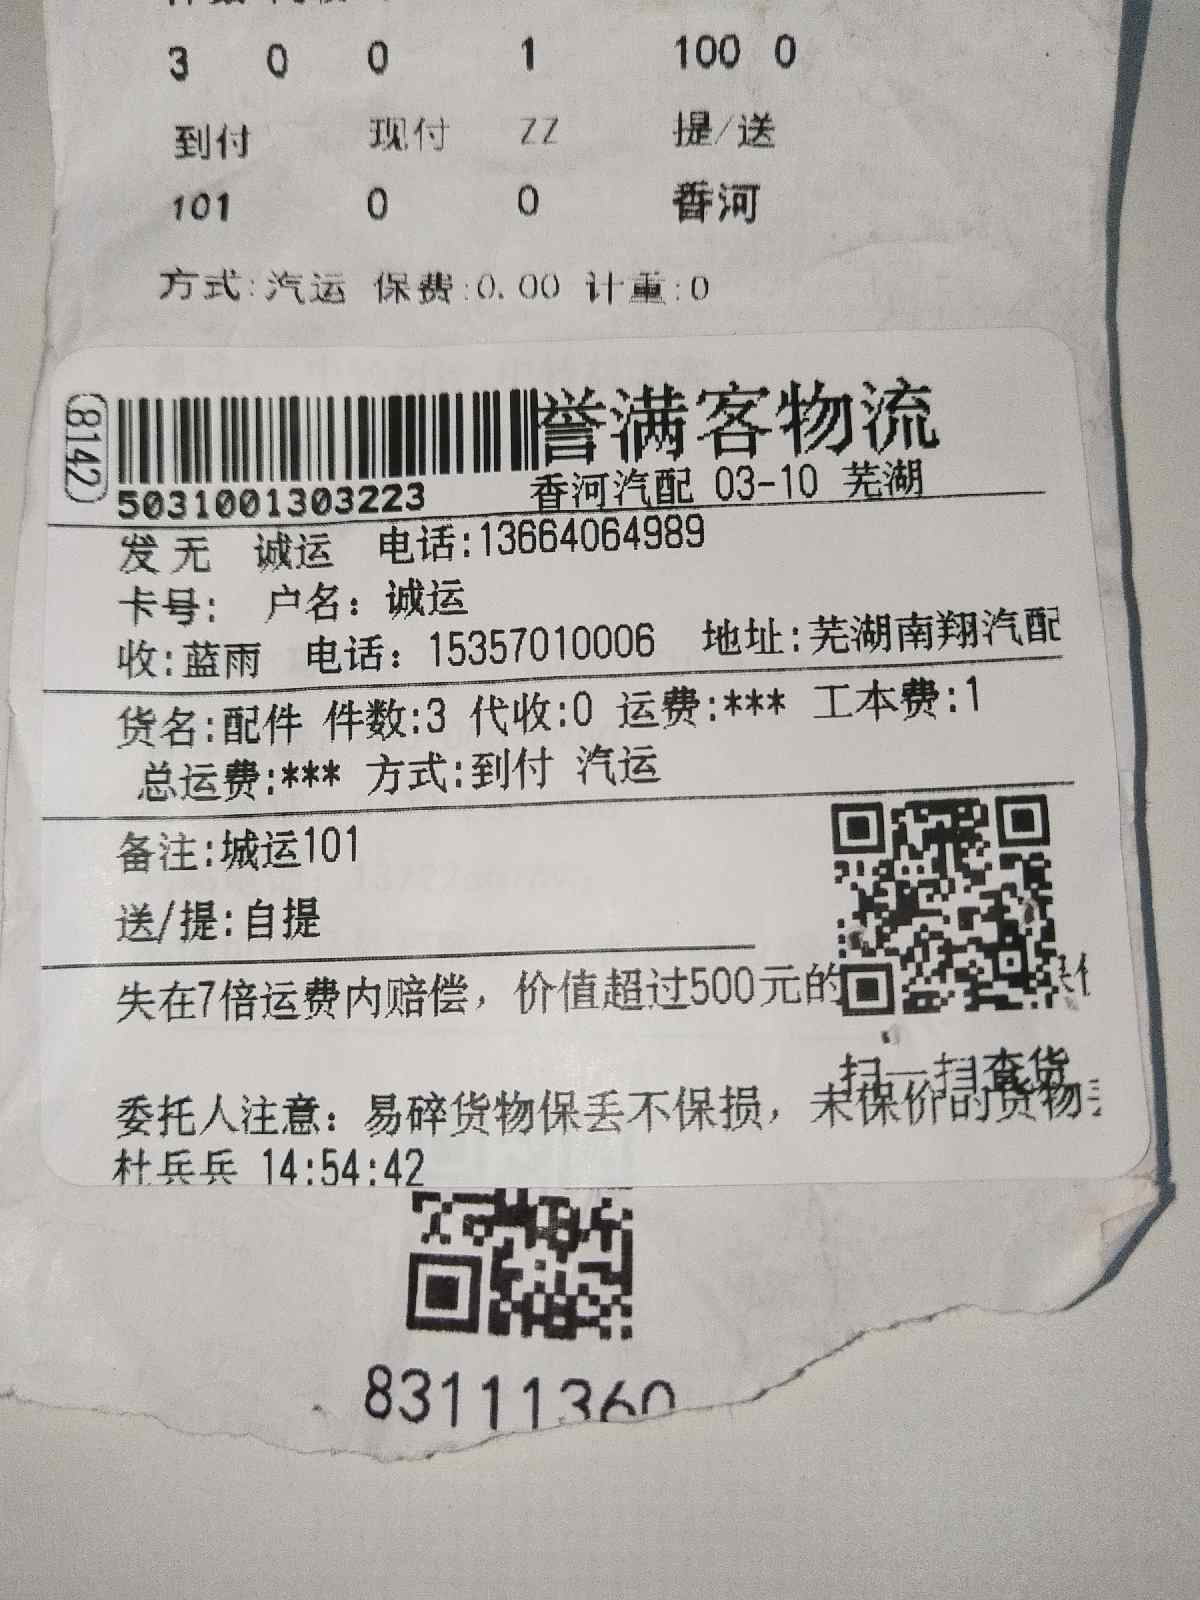 3 0 0 1 100 0
到付 现付 ZZ 提/送
101 0 0 香河
方式:汽运 保费:0.00 计重:0
(8142)
誉满客物流
5031001303223 香河汽配 03-10 芜湖
发 无 诚运 电话:13664064989
卡号: 户名: 诚运
收:蓝雨 电话: 15357010006 地址:芜湖南翔汽配
货名:配件 件数:3 代收:0 运费:*** 工本费:1
总运费:*** 方式:到付 汽运
备注:城运101
送/提:自提
失在7倍运费内赔偿，价值超过500元的
扫一扫查货
委托人注意：易碎货物保丢不保损，未保价的货物
杜兵兵 14:54:42
83111360